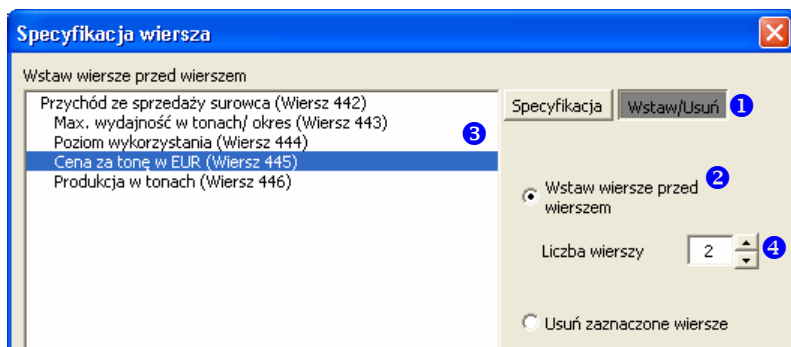 Specyfikacja wiersza
Wstaw wiersze przed wierszem
Przychód ze sprzedaży surowca (Wiersz 442)
Max. wydajność w tonach/ okres (Wiersz 443)
Poziom wykorzystania (Wiersz 444)
Cena za tonę w EUR (Wiersz 445)
Produkcja w tonach (Wiersz 446)
3
Specyfikacja Wstaw/Usuń 1
Wstaw wiersze przed 2
wierszem
Liczba wierszy 2 4
Usuń zaznaczone wiersze